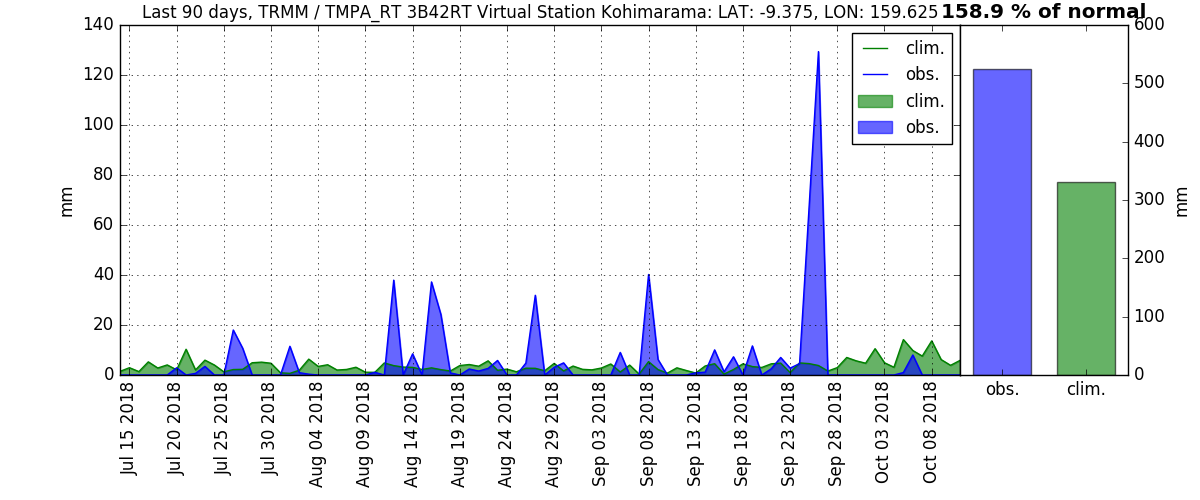 Last 90 days, TRMM / TMPA_RT 3B42RT Virtual Station Kohimarama: LAT: -9.375, LON: 159.625
158.9 % of normal
mm
140
120
100
80
60
40
20
0
clim.
obs.
clim.
obs.
Jul 15 2018
Jul 20 2018
Jul 25 2018
Jul 30 2018
Aug 04 2018
Aug 09 2018
Aug 14 2018
Aug 19 2018
Aug 24 2018
Aug 29 2018
Sep 03 2018
Sep 08 2018
Sep 13 2018
Sep 18 2018
Sep 23 2018
Sep 28 2018
Oct 03 2018
Oct 08 2018
600
500
400
300
200
100
0
mm
obs.
clim.